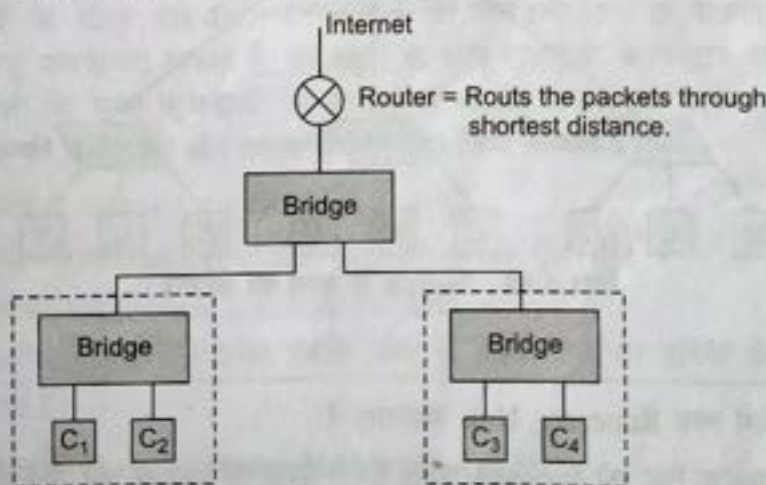 Internet
Router = Routs the packets through
shortest distance.
Bridge
Bridge
Bridge
C₁ C₂
C₃ C₄